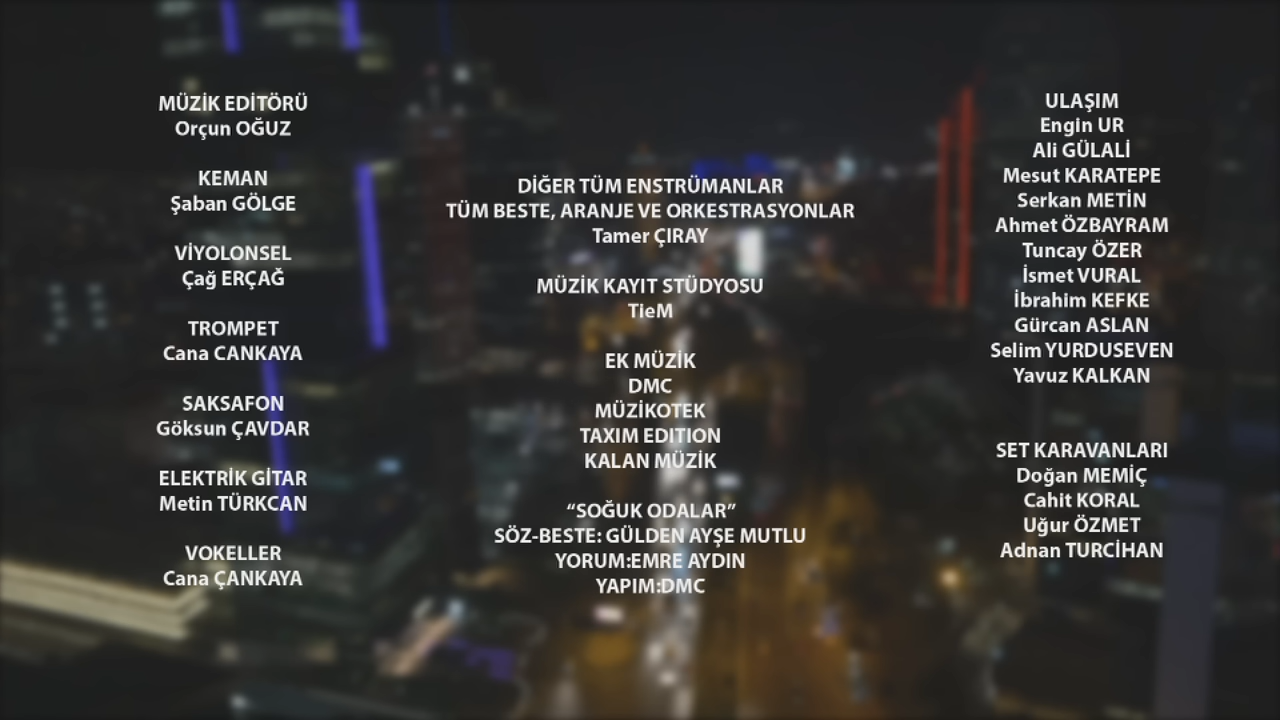 MÜZİK EDİTÖRÜ
Orçun OĞUZ
KEMAN
Şaban GÖLGE
VİYOLONSEL
Çağ ERÇAĞ
TROMPET
Cana CANKAYA
SAKSAFON
Göksun ÇAVDAR
ELEKTRİK GİTAR
Metin TÜRKCAN
VOKELLER
Cana ÇANKAYA
DİĞER TÜM ENSTRÜMANLAR
TÜM BESTE, ARANJE VE ORKESTRASYONLAR
Tamer ÇIRAY
MÜZİK KAYIT STÜDYOSU
TieM
EK MÜZİK
DMC
MÜZİKOTEK
TAXIM EDITION
KALAN MÜZİK
“SOĞUK ODALAR”
SÖZ-BESTE: GÜLDEN AYŞE MUTLU
YORUM:EMRE AYDIN
YAPIM:DMC
ULAŞIM
Engin UR
Ali GÜLALİ
Mesut KARATEPE
Serkan METİN
Ahmet ÖZBAYRAM
Tuncay ÖZER
İsmet VURAL
İbrahim KEFKE
Gürcan ASLAN
Selim YURDUSEVEN
Yavuz KALKAN
SET KARAVANLARI
Doğan MEMİÇ
Cahit KORAL
Uğur ÖZMET
Adnan TURCİHAN